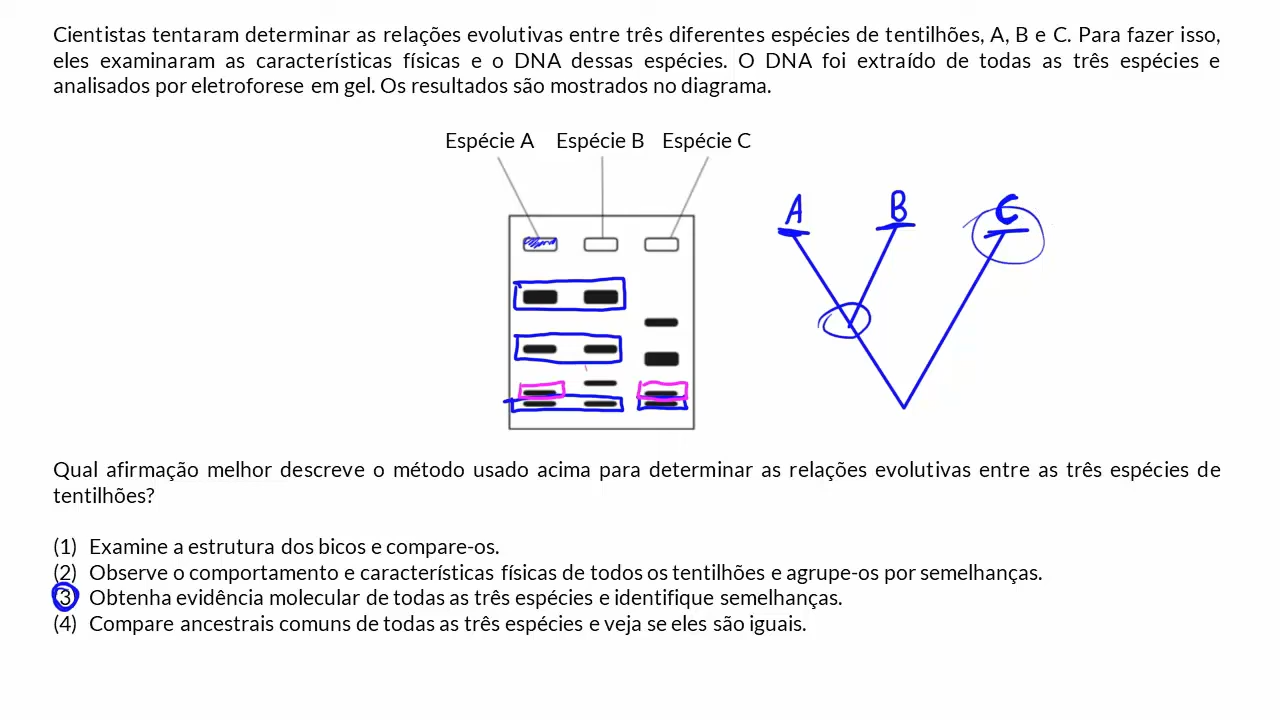 Cientistas tentaram determinar as relações evolutivas entre três diferentes espécies de tentilhões, A, B e C. Para fazer isso,
eles examinaram as características físicas e o DNA dessas espécies. O DNA foi extraído de todas as três espécies e
analisados por eletroforese em gel. Os resultados são mostrados no diagrama.
Espécie A Espécie B Espécie C
A B C
Qual afirmação melhor descreve o método usado acima para determinar as relações evolutivas entre as três espécies de
tentilhões?
(1) Examine a estrutura dos bicos e compare-os.
(2) Observe o comportamento e características físicas de todos os tentilhões e agrupe-os por semelhanças.
(3) Obtenha evidência molecular de todas as três espécies e identifique semelhanças.
(4) Compare ancestrais comuns de todas as três espécies e veja se eles são iguais.